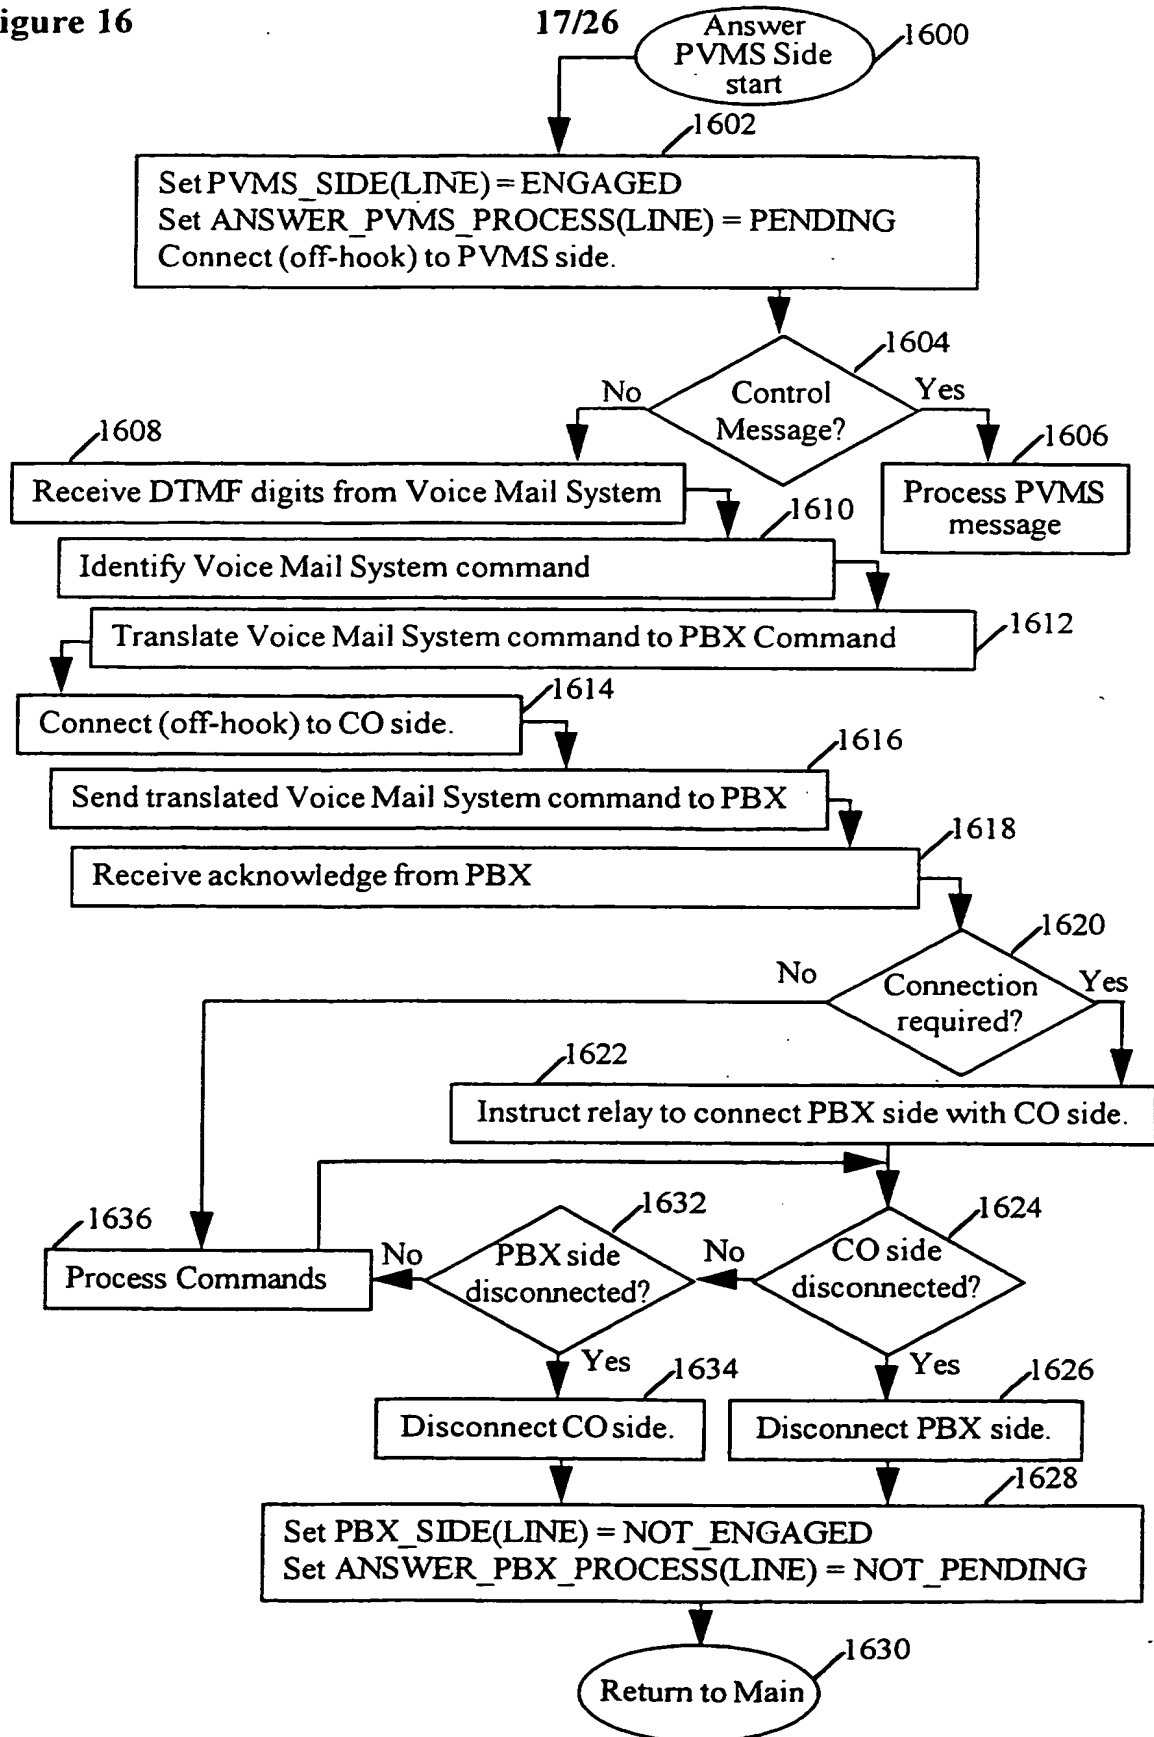 igure 16
17/26
Answer
PVMS Side
start
1600
1602
Set PVMS_SIDE(LINE) = ENGAGED
Set ANSWER_PVMS_PROCESS(LINE) = PENDING
Connect (off-hook) to PVMS side.
1604
No
Control
Message?
Yes
1608
1606
Receive DTMF digits from Voice Mail System
Process PVMS
message
1610
Identify Voice Mail System command
Translate Voice Mail System command to PBX Command
1612
1614
Connect (off-hook) to CO side.
1616
Send translated Voice Mail System command to PBX
1618
Receive acknowledge from PBX
1620
No
Connection
required?
Yes
1622
Instruct relay to connect PBX side with CO side.
1636
1632
1624
Process Commands
No
PBX side
disconnected?
No
CO side
disconnected?
Yes
1634
Yes
1626
Disconnect CO side.
Disconnect PBX side.
1628
Set PBX_SIDE(LINE) = NOT_ENGAGED
Set ANSWER_PBX_PROCESS(LINE) = NOT_PENDING
1630
Return to Main